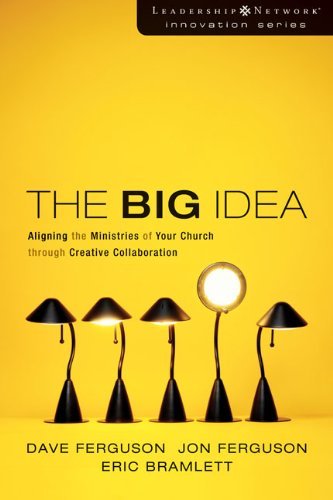 LEADERSHIP NETWORK®
innovation series
THE BIG IDEA
Aligning the Ministries of Your Church
through Creative Collaboration
DAVE FERGUSON JON FERGUSON
ERIC BRAMLETT